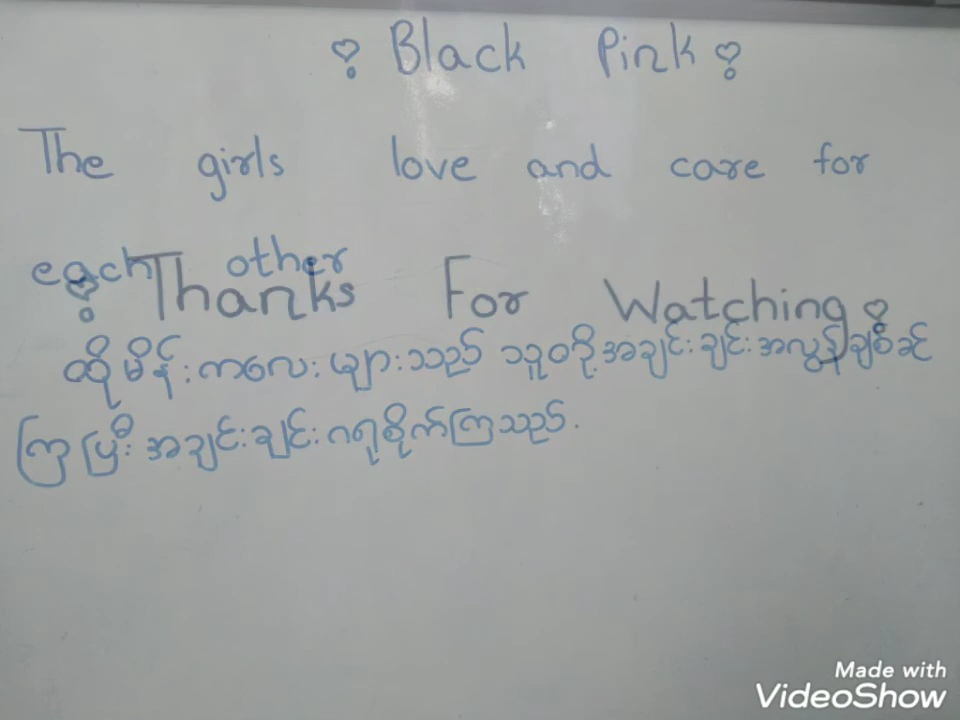 Black Pink
The girls love and care for
each other
Thanks For Watching
ထိုမိန်းကလေးများသည် သူတို့အချင်းချင်းအလွန်ချစ်ခင်
ကြပြီးအချင်းချင်းဂရုစိုက်ကြသည်.
Made with
VideoShow